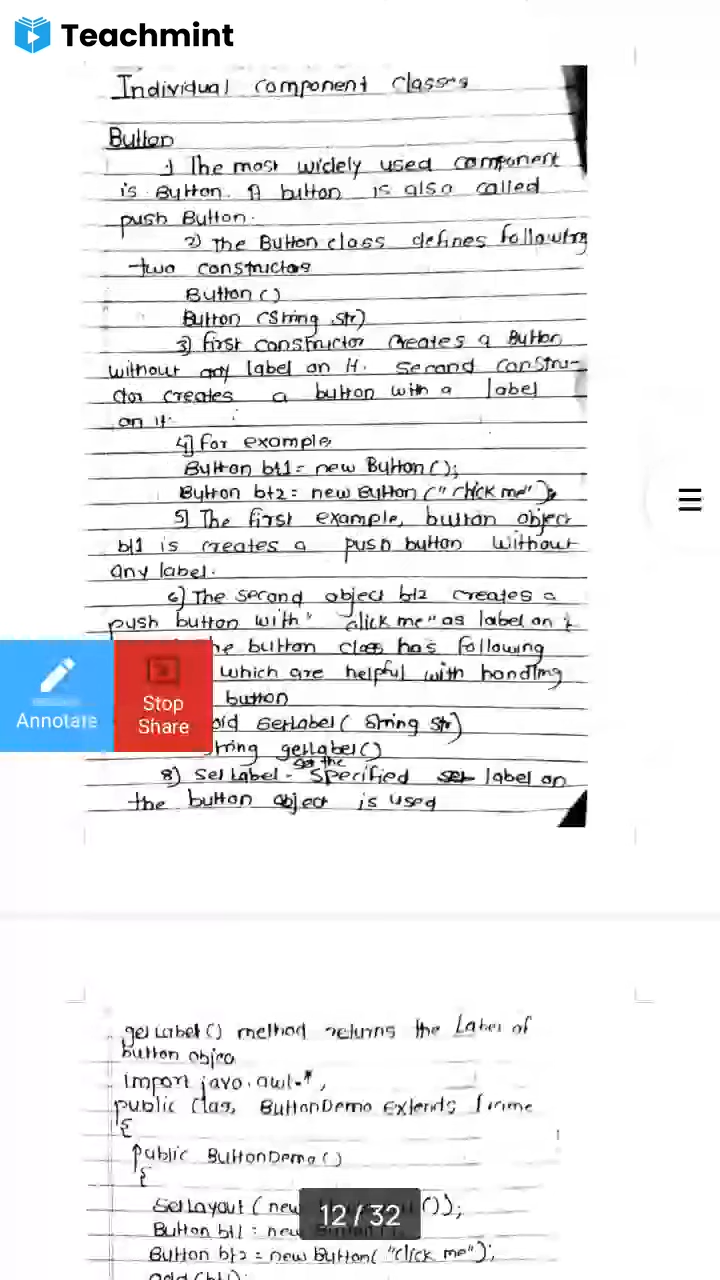 Teachmint
Individual component classes
Button
1) The most widely used component
is Button. A button is also called
push Button.
2) The Button class defines following
two constructos
Button ()
Button (String str)
3) first constructor creates a Button
without any label on it. Second constru-
ctor creates a button with a label
on it.
4] for example,
Button bt1 = new Button ();
Button bt2 = new Button ("click me");
5] The first example, button object
bt1 is creates a push button without
any label.
6] The second object bt2 creates a
push button with "click me" as label on
he button class has following
which are helpful with handling
button
oid setLabel( String str)
tring getlabel()
set the
8) Setlabel - Specified label on
the button object is used
Annotate
Stop
Share
getLabel() method returns the Label of
button objec
import java.awt.*,
public class ButtonDemo extends frame
{
public ButtonDemo()
{
SetLayout (new ());
Button bt1 = new
Button bt2 = new Button( "click me");
add(bt1);
12 / 32